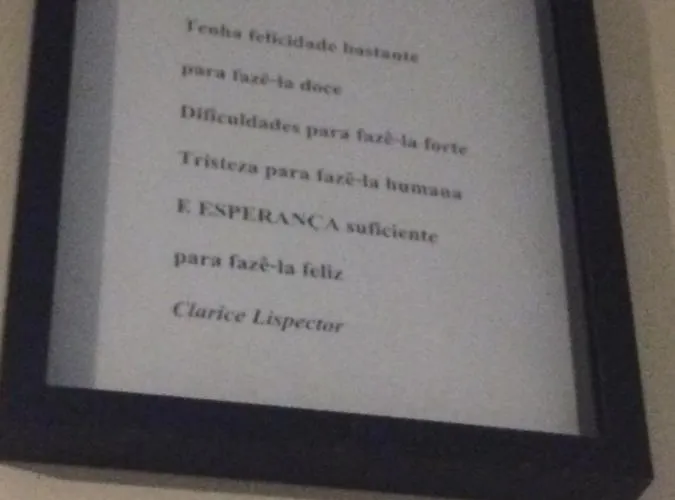 Tenha felicidade bastante
para fazê-la doce
Dificuldades para fazê-la forte
Tristeza para fazê-la humana
E ESPERANÇA suficiente
para fazê-la feliz
Clarice Lispector